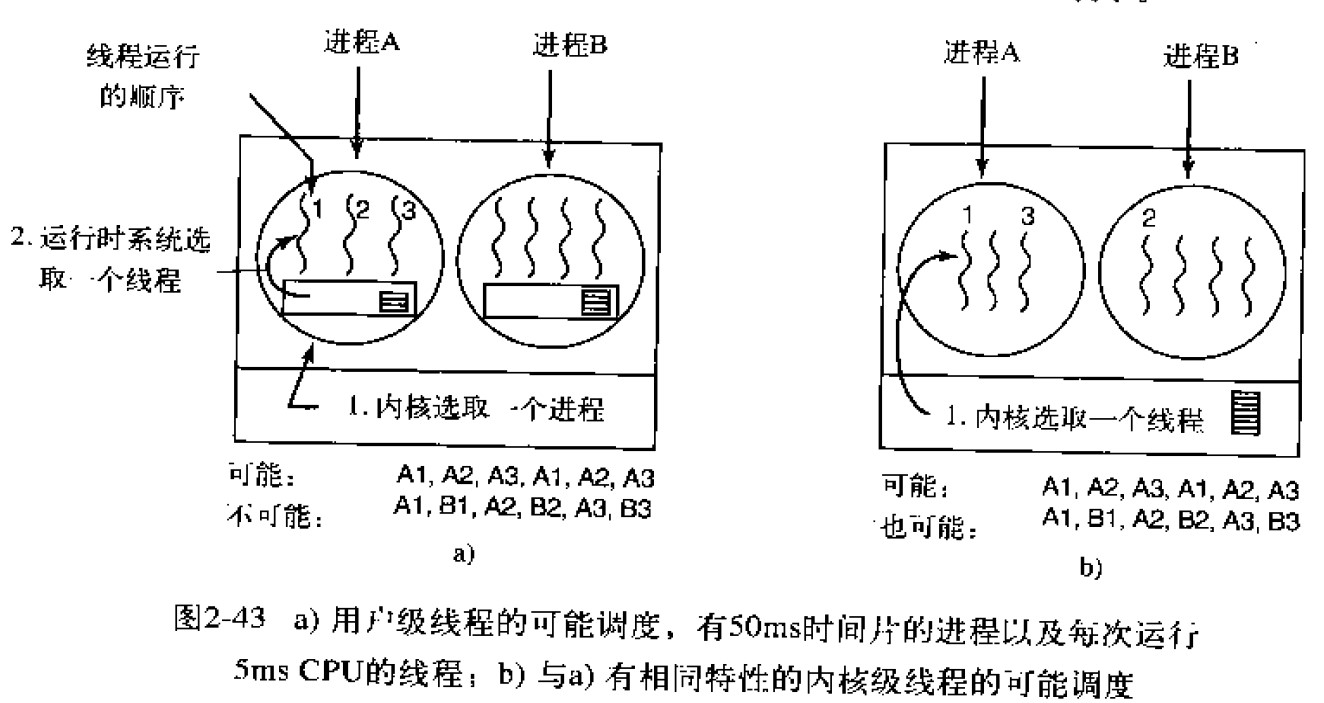 进程A
进程B
线程运行
的顺序
1 2 3
2. 运行时系统选
取一个线程
1. 内核选取一个进程
可能： A1, A2, A3, A1, A2, A3
不可能： A1, B1, A2, B2, A3, B3
a)
进程A
进程B
1 3
2
1. 内核选取一个线程
可能： A1, A2, A3, A1, A2, A3
也可能： A1, B1, A2, B2, A3, B3
b)
图2-43 a) 用户级线程的可能调度，有50ms时间片的进程以及每次运行
5ms CPU的线程；b) 与a) 有相同特性的内核级线程的可能调度